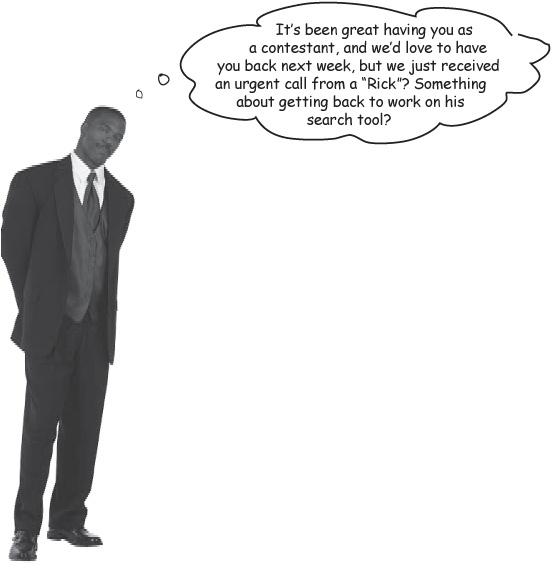 It's been great having you as
a contestant, and we'd love to have
you back next week, but we just received
an urgent call from a “Rick”? Something
about getting back to work on his
search tool?